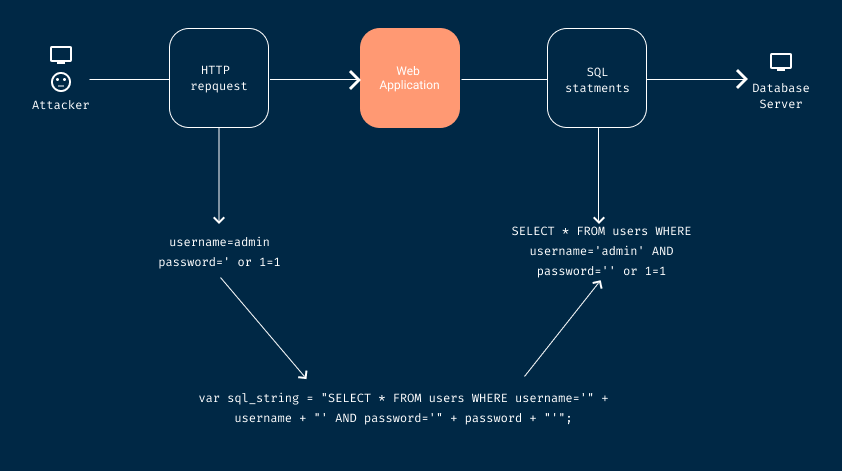 Attacker
HTTP
repquest
Web
Application
SQL
statments
Database
Server
username=admin
password=' or 1=1
SELECT * FROM users WHERE
username='admin' AND
password='' or 1=1
var sql_string = "SELECT * FROM users WHERE username='" +
username + "' AND password='" + password + "'";